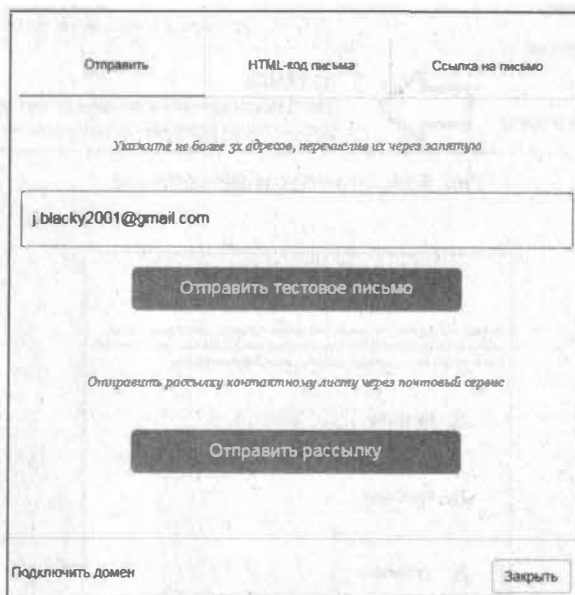 Отправить
HTML-код письма
Ссылка на письмо
Укажите не более 3х адресов, перечислив их через запятую
j.blacky2001@gmail.com
Отправить тестовое письмо
Отправить рассылку контактному листу через почтовый сервис
Отправить рассылку
Подключить домен
Закрыть